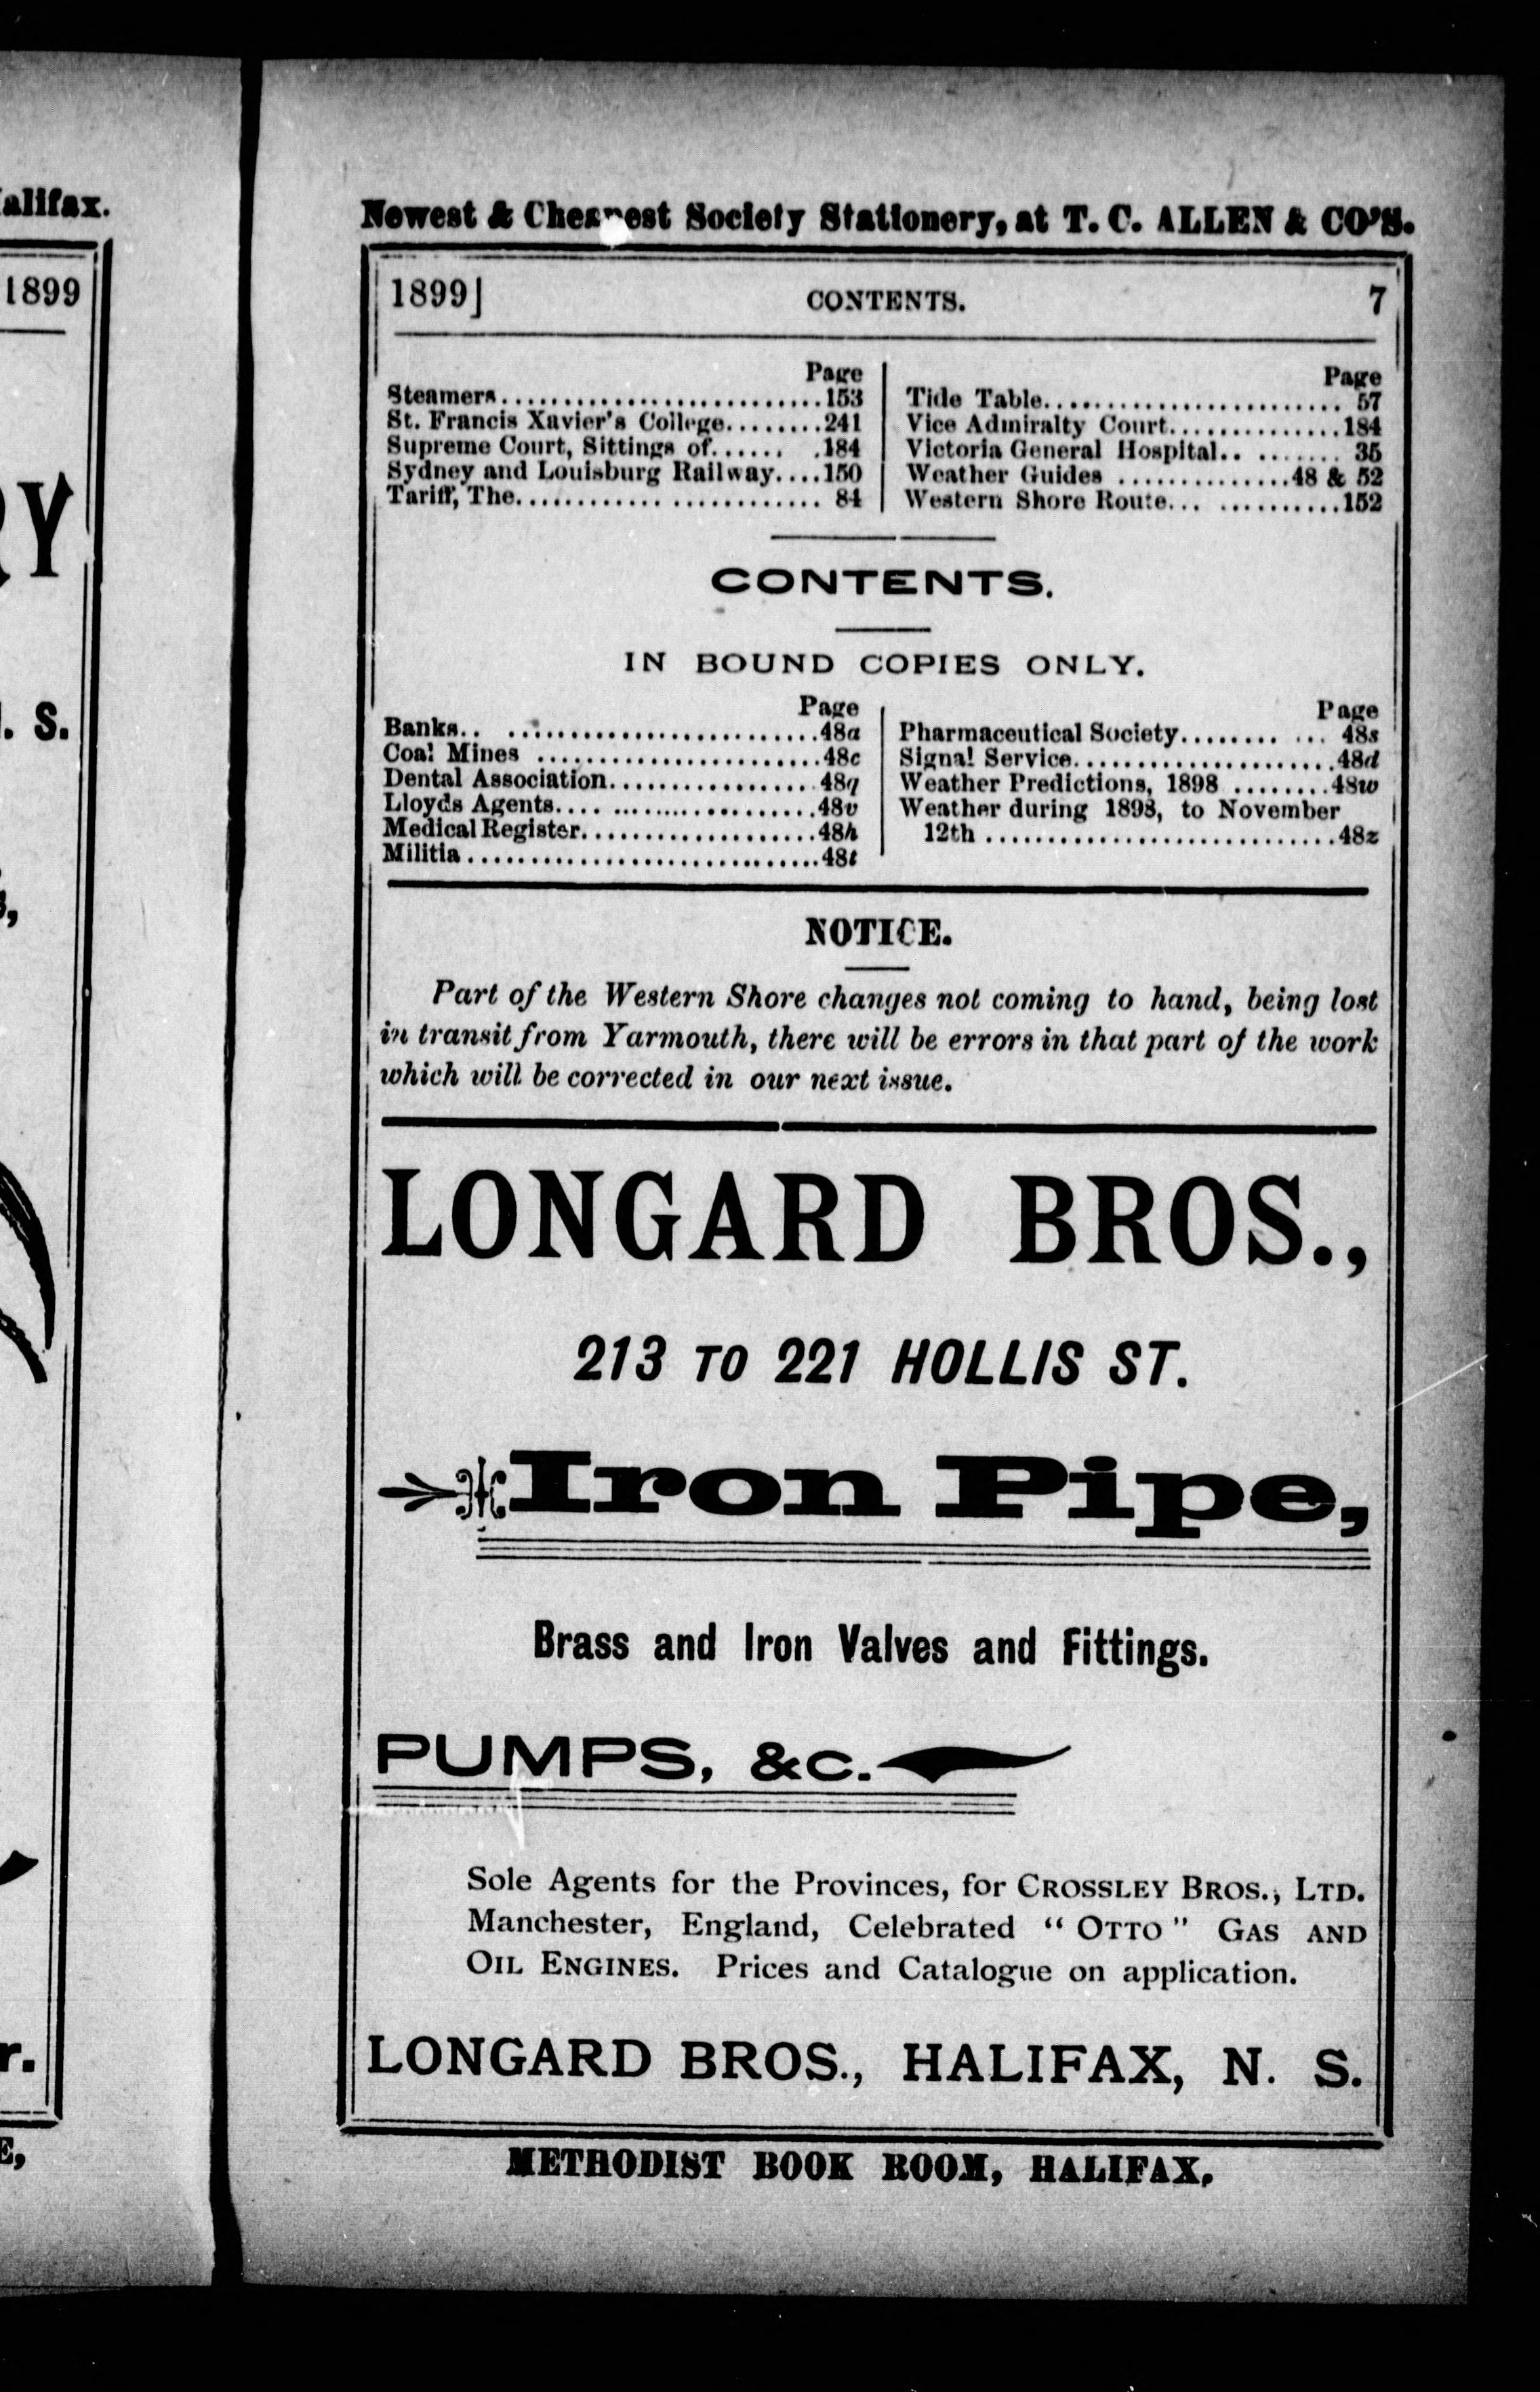 alifax.
1899
RY
S.
r.
E,
Newest & Cheapest Society Stationery, at T. C. ALLEN & CO'S.
1899] CONTENTS. 7
Page
Steamers..........................153
St. Francis Xavier's College........241
Supreme Court, Sittings of...... .184
Sydney and Louisburg Railway....150
Tariff, The............ ............ 84
Page
Tide Table........................ 57
Vice Admiralty Court..............184
Victoria General Hospital.. ....... 35
Weather Guides ..............48 & 52
Western Shore Route... ..........152
CONTENTS.
IN BOUND COPIES ONLY.
Page
Banks.. .........................48a
Coal Mines .......................48c
Dental Association.................48q
Lloyds Agents.... ..................48v
Medical Register...................48h
Militia............................48t
Page
Pharmaceutical Society........ ... 48s
Signal Service.....................48d
Weather Predictions, 1898 ........48w
Weather during 1898, to November
12th ............................48z
NOTICE.
Part of the Western Shore changes not coming to hand, being lost
in transit from Yarmouth, there will be errors in that part of the work
which will be corrected in our next issue.
LONGARD BROS.,
213 TO 221 HOLLIS ST.
Iron Pipe,
Brass and Iron Valves and Fittings.
PUMPS, &C.
Sole Agents for the Provinces, for CROSSLEY BROS., LTD.
Manchester, England, Celebrated "OTTO" GAS AND
OIL ENGINES. Prices and Catalogue on application.
LONGARD BROS., HALIFAX, N. S.
METHODIST BOOK ROOM, HALIFAX.